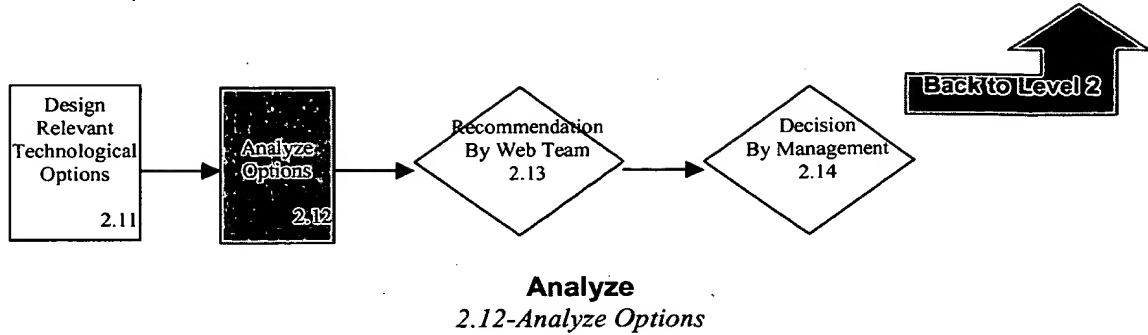 Back to Level 2
Design
Relevant
Technological
Options
2.11
Analyze
Options
2.12
Recommendation
By Web Team
2.13
Decision
By Management
2.14
Analyze
2.12-Analyze Options